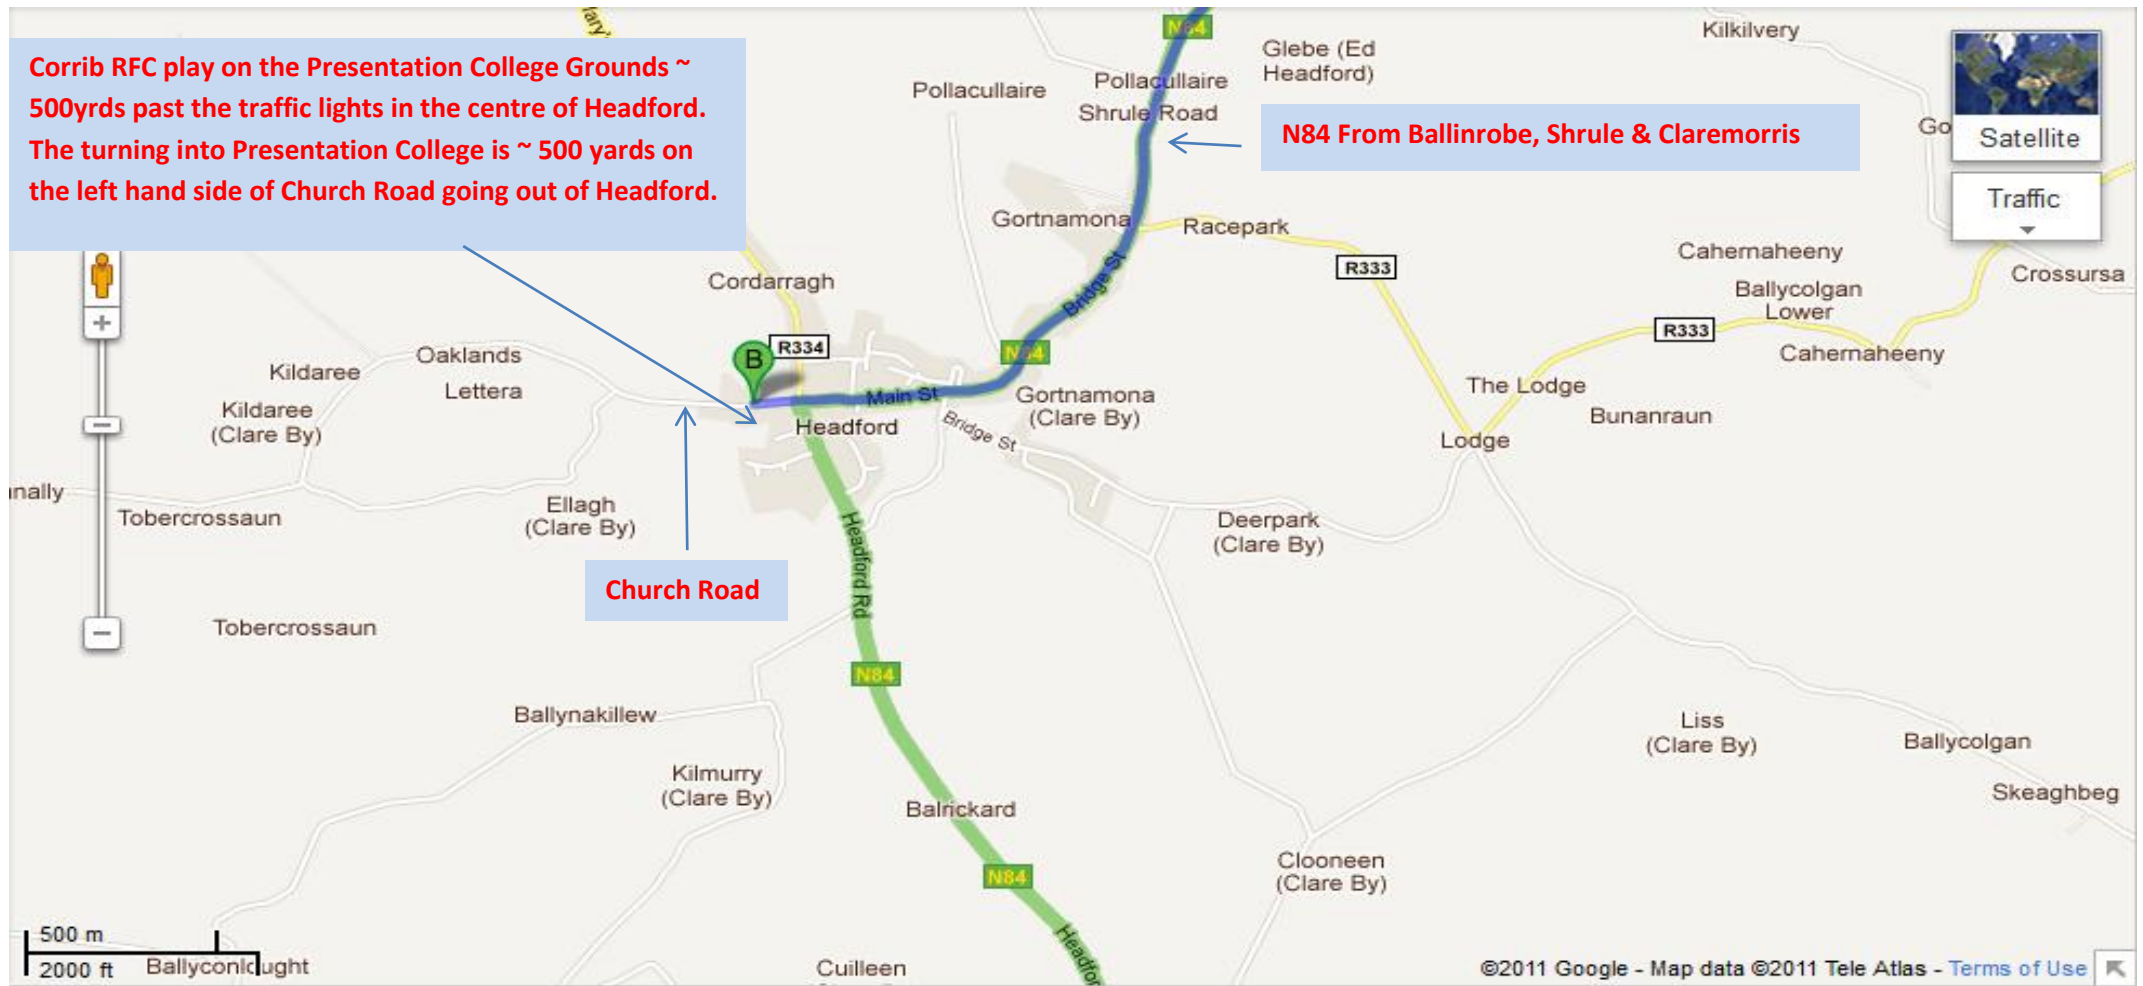 Corrib RFC play on the Presentation College Grounds ~
500yrds past the traffic lights in the centre of Headford.
The turning into Presentation College is ~ 500 yards on
the left hand side of Church Road going out of Headford.
N84
Kilkilvery
Glebe (Ed
Headford)
Pollacullaire
Pollacullaire
Shrule Road
N84 From Ballinrobe, Shrule & Claremorris
Satellite
Traffic
Gortnamona
Racepark
R333
Cahernaheeny
Crossursa
Ballycolgan
Lower
Cordarragh
Bridge St
R333
Cahernaheeny
B
R334
N84
Oaklands
Kildaree
Lettera
Main St
Gortnamona
(Clare By)
The Lodge
Bunanraun
Kildaree
(Clare By)
Headford
Bridge St
Lodge
Tobercrossaun
Ellagh
(Clare By)
Headford Rd
Deerpark
(Clare By)
Church Road
Tobercrossaun
N84
Ballynakillew
Liss
(Clare By)
Ballycolgan
Kilmurry
(Clare By)
Balrickard
Skeaghbeg
N84
Clooneen
(Clare By)
500 m
2000 ft
Ballyconlought
Cuilleen
©2011 Google - Map data ©2011 Tele Atlas - Terms of Use